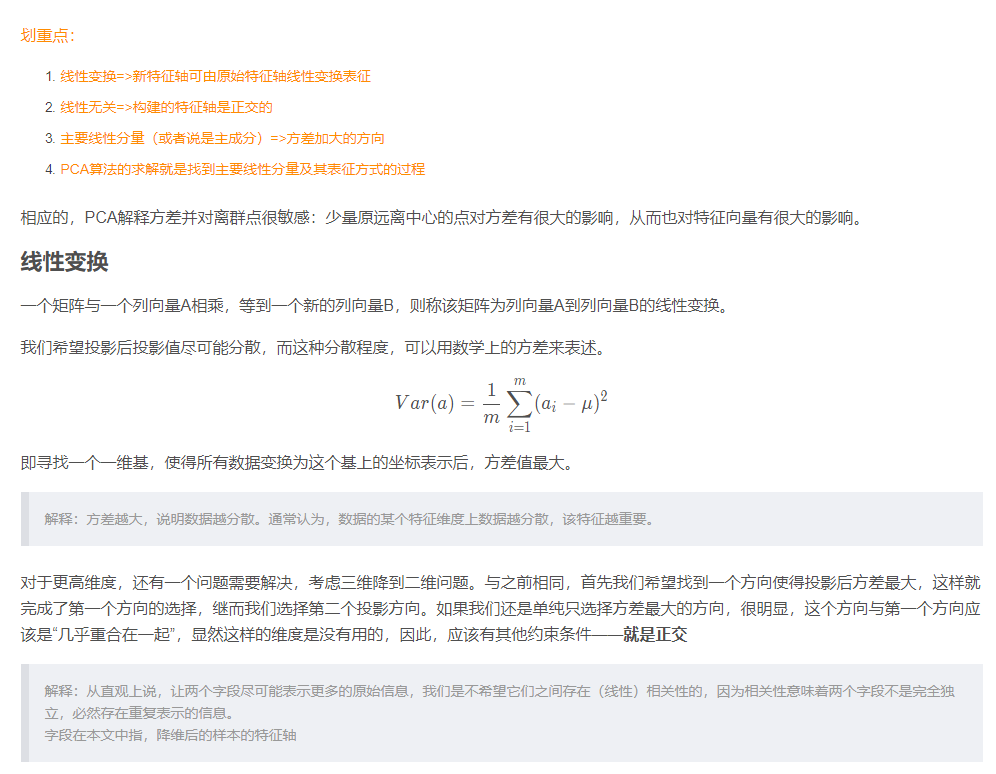 划重点：
1. 线性变换=>新特征轴可由原始特征轴线性变换表征
2. 线性无关=>构建的特征轴是正交的
3. 主要线性分量（或者说是主成分）=>方差加大的方向
4. PCA算法的求解就是找到主要线性分量及其表征方式的过程
相应的，PCA解释方差并对离群点很敏感：少量原远离中心的点对方差有很大的影响，从而也对特征向量有很大的影响。
线性变换
一个矩阵与一个列向量A相乘，等到一个新的列向量B，则称该矩阵为列向量A到列向量B的线性变换。
我们希望投影后投影值尽可能分散，而这种分散程度，可以用数学上的方差来表述。
Var(a) = \frac{1}{m} \sum_{i=1}^{m} (a_i − μ)^2
即寻找一个一维基，使得所有数据变换为这个基上的坐标表示后，方差值最大。
解释：方差越大，说明数据越分散。通常认为，数据的某个特征维度上数据越分散，该特征越重要。
对于更高维度，还有一个问题需要解决，考虑三维降到二维问题。与之前相同，首先我们希望找到一个方向使得投影后方差最大，这样就
完成了第一个方向的选择，继而我们选择第二个投影方向。如果我们还是单纯只选择方差最大的方向，很明显，这个方向与第一个方向应
该是“几乎重合在一起”，显然这样的维度是没有用的，因此，应该有其他约束条件——就是正交
解释：从直观上说，让两个字段尽可能表示更多的原始信息，我们是不希望它们之间存在（线性）相关性的，因为相关性意味着两个字段不是完全独
立，必然存在重复表示的信息。
字段在本文中指，降维后的样本的特征轴